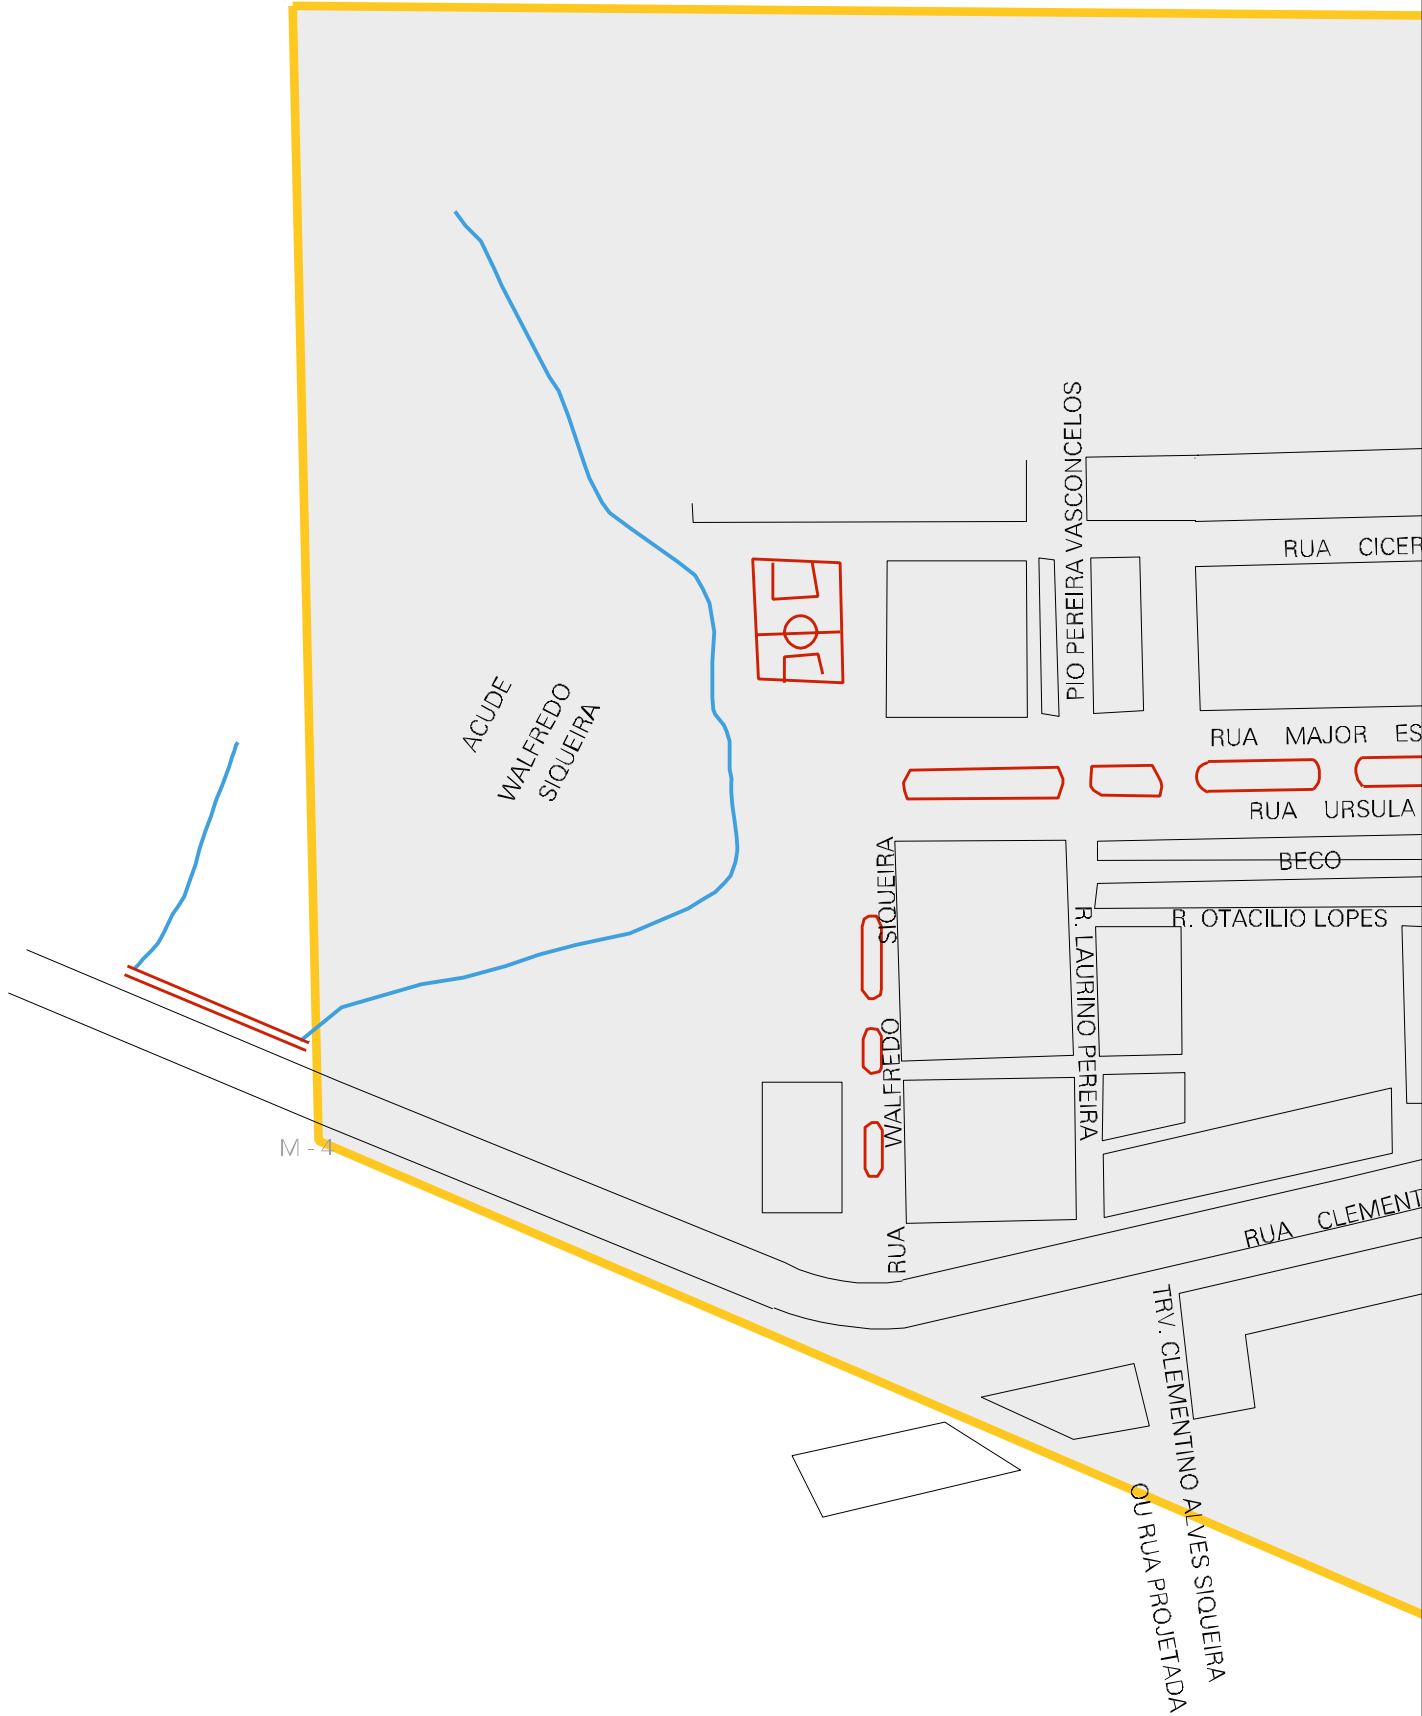 PIO PEREIRA VASCONCELOS
RUA CICER
ACUDE
WALFREDO
SIQUEIRA
RUA MAJOR ES
RUA URSULA
BECO
R. OTACILIO LOPES
RUA WALFREDO SIQUEIRA
R. LAURINO PEREIRA
M - 4
RUA CLEMENT
TRV. CLEMENTINO ALVES SIQUEIRA
OU RUA PROJETADA